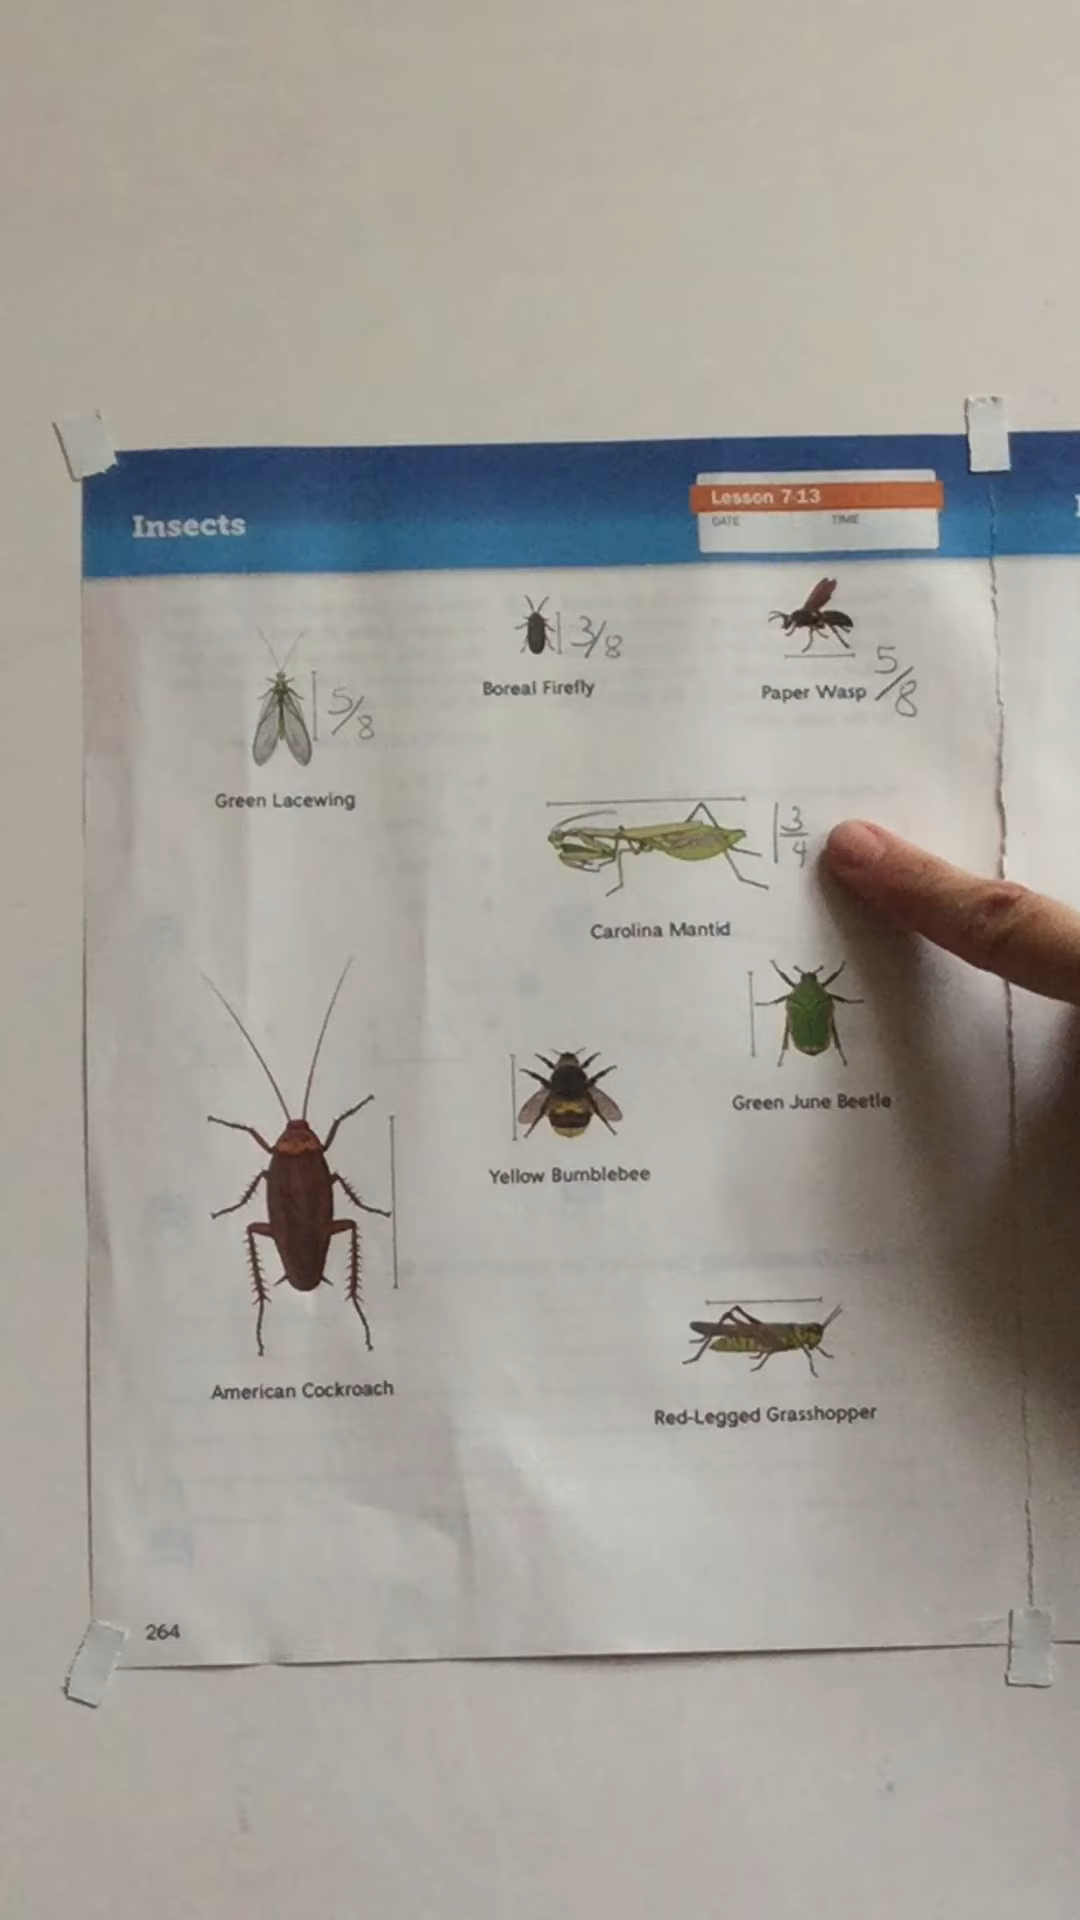 Insects
Lesson 7-13
DATE TIME
3/8
5/8
Boreal Firefly
Paper Wasp
5/8
Green Lacewing
1 3/4
Carolina Mantid
Green June Beetle
Yellow Bumblebee
American Cockroach
Red-Legged Grasshopper
264